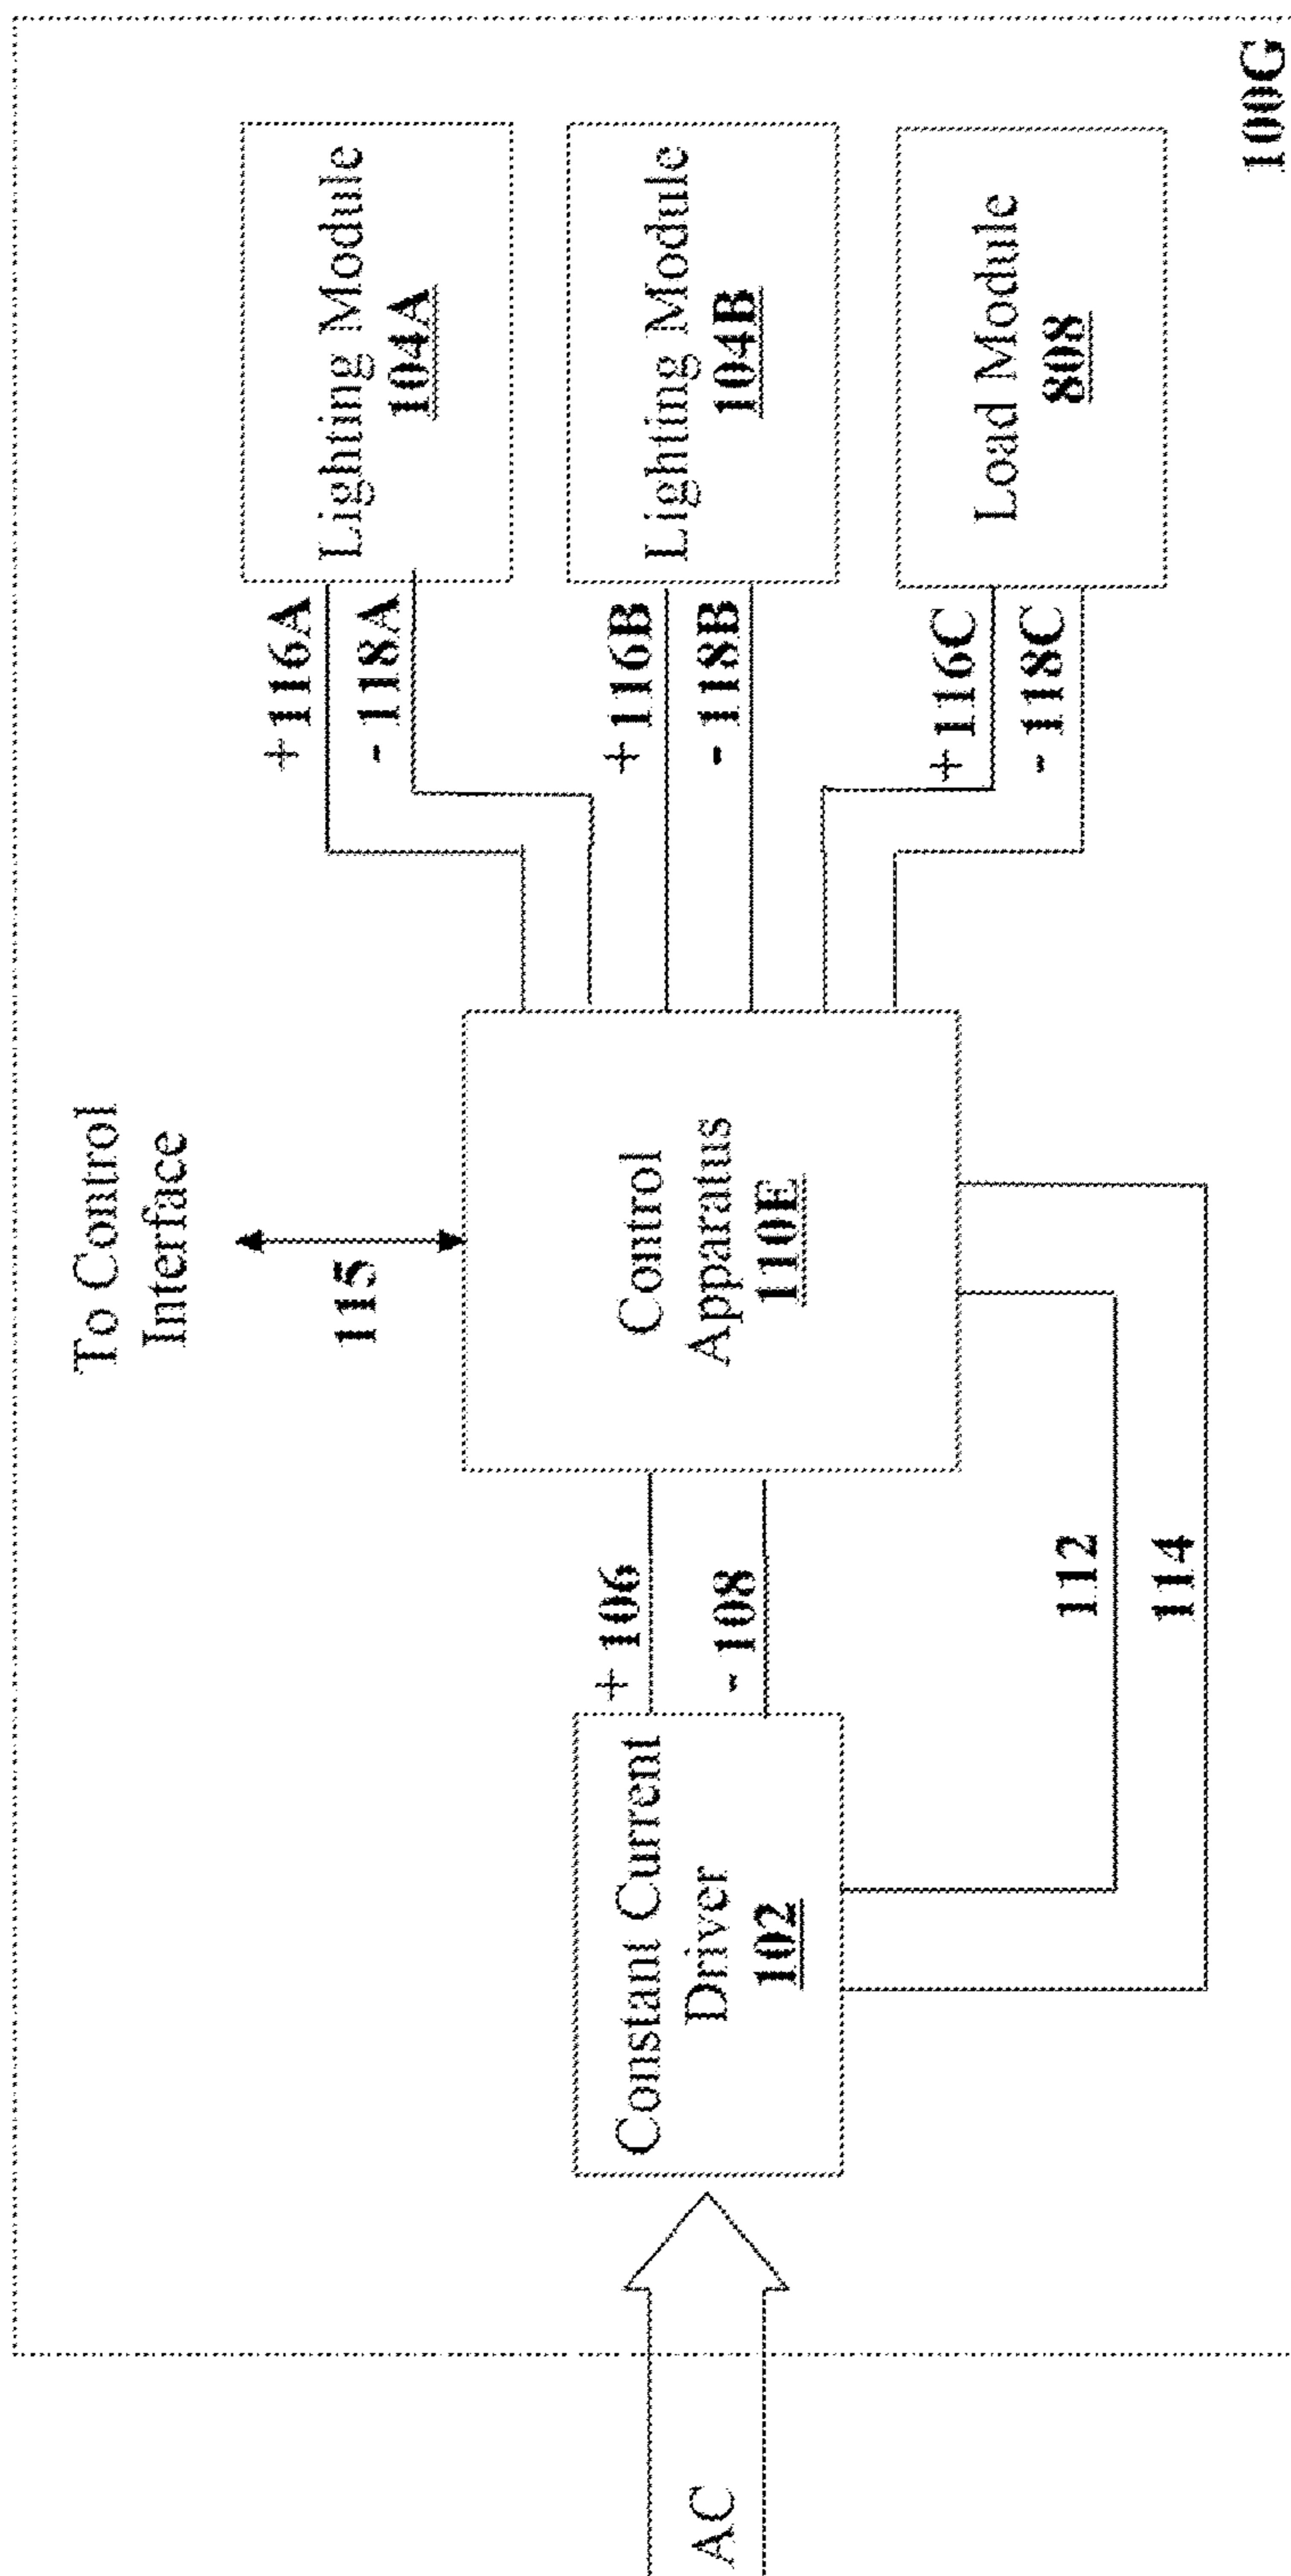 To Control
Interface
115
AC
Constant Current
Driver
102
+ 106
- 108
112
114
Control
Apparatus
110E
+116A
- 118A
+116B
- 118B
+116C
- 118C
Lighting Module
104A
Lighting Module
104B
Load Module
808
100G